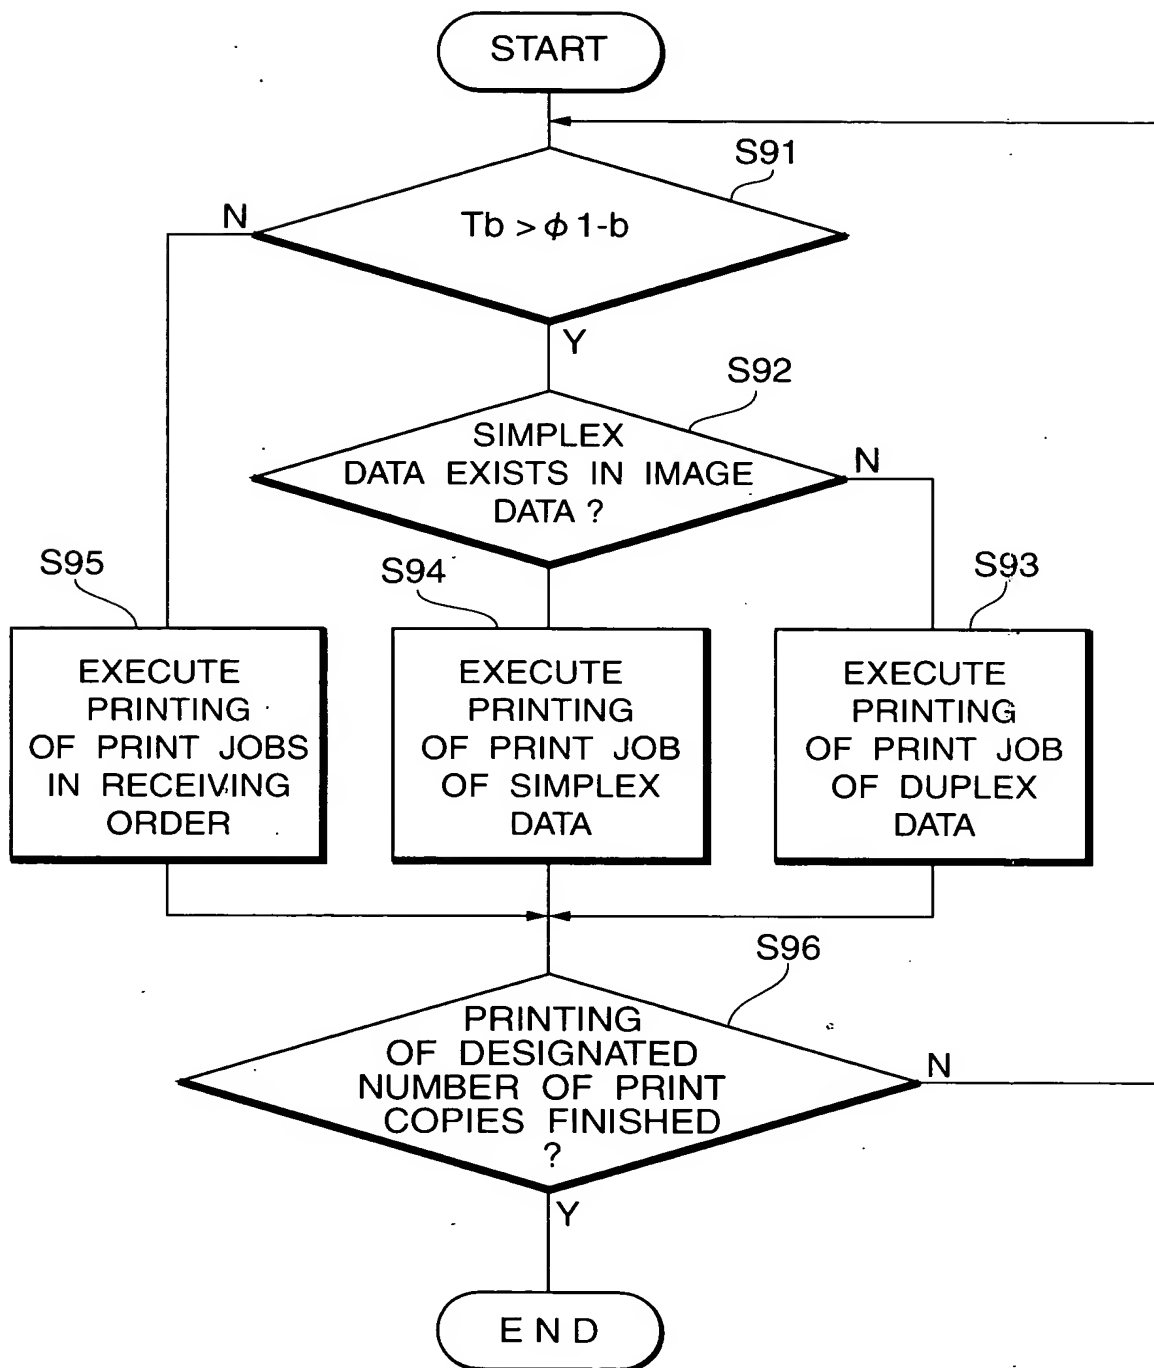 START
S91
N
Tb > ϕ 1-b
Y
S92
SIMPLEX
DATA EXISTS IN IMAGE
DATA ?
N
S95
S94
S93
EXECUTE
PRINTING
OF PRINT JOBS
IN RECEIVING
ORDER
EXECUTE
PRINTING
OF PRINT JOB
OF SIMPLEX
DATA
EXECUTE
PRINTING
OF PRINT JOB
OF DUPLEX
DATA
S96
PRINTING
OF DESIGNATED
NUMBER OF PRINT
COPIES FINISHED
?
N
Y
END